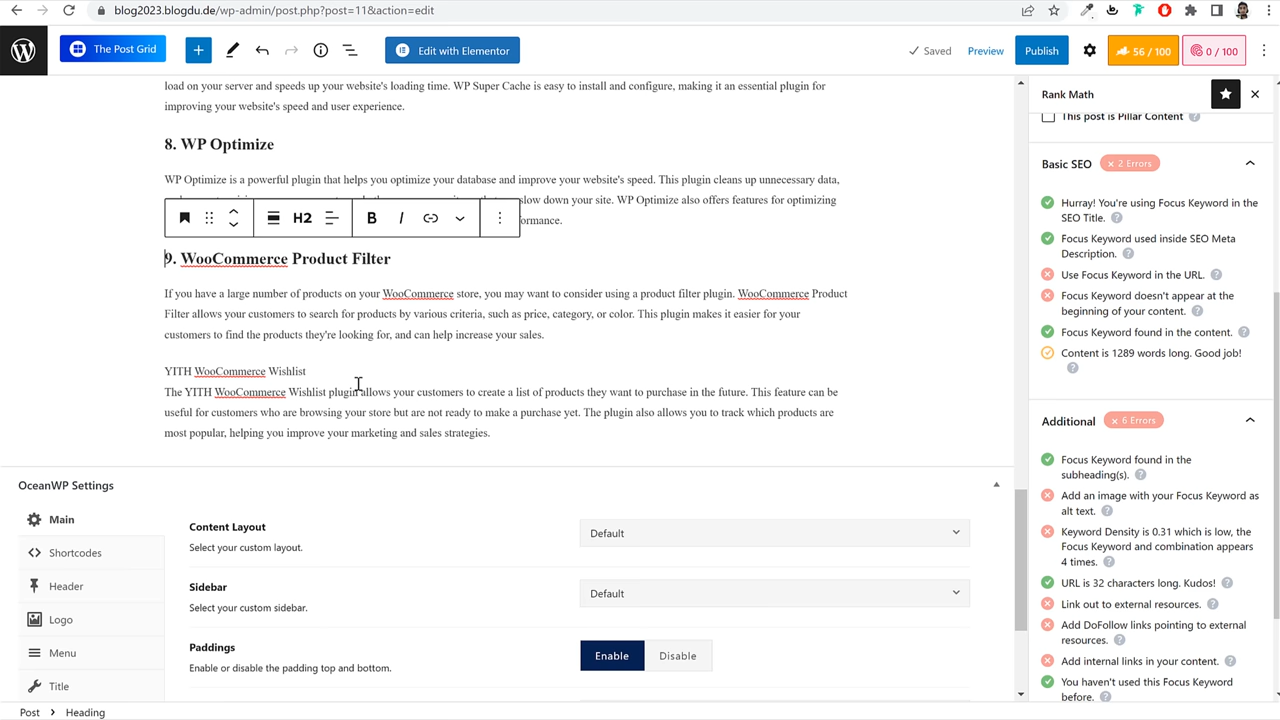 blog2023.blogdu.de/wp-admin/post.php?post=11&action=edit
The Post Grid
Edit with Elementor
Saved
Preview
Publish
56 / 100
0 / 100
load on your server and speeds up your website's loading time. WP Super Cache is easy to install and configure, making it an essential plugin for
improving your website's speed and user experience.
8. WP Optimize
WP Optimize is a powerful plugin that helps you optimize your database and improve your website's speed. This plugin cleans up unnecessary data,
slow down your site. WP Optimize also offers features for optimizing
H2
B
I
9. WooCommerce Product Filter
If you have a large number of products on your WooCommerce store, you may want to consider using a product filter plugin. WooCommerce Product
Filter allows your customers to search for products by various criteria, such as price, category, or color. This plugin makes it easier for your
customers to find the products they're looking for, and can help increase your sales.
YITH WooCommerce Wishlist
The YITH WooCommerce Wishlist plugin allows your customers to create a list of products they want to purchase in the future. This feature can be
useful for customers who are browsing your store but are not ready to make a purchase yet. The plugin also allows you to track which products are
most popular, helping you improve your marketing and sales strategies.
OceanWP Settings
Main
Shortcodes
Header
Logo
Menu
Title
Content Layout
Select your custom layout.
Default
Sidebar
Select your custom sidebar.
Default
Paddings
Enable or disable the padding top and bottom.
Enable
Disable
Post
Heading
Rank Math
This post is Pillar Content
Basic SEO
× 2 Errors
Hurray! You're using Focus Keyword in the
SEO Title.
Focus Keyword used inside SEO Meta
Description.
Use Focus Keyword in the URL.
Focus Keyword doesn't appear at the
beginning of your content.
Focus Keyword found in the content.
Content is 1289 words long. Good job!
Additional
× 6 Errors
Focus Keyword found in the
subheading(s).
Add an image with your Focus Keyword as
alt text.
Keyword Density is 0.31 which is low, the
Focus Keyword and combination appears
4 times.
URL is 32 characters long. Kudos!
Link out to external resources.
Add DoFollow links pointing to external
resources.
Add internal links in your content.
You haven't used this Focus Keyword
before.